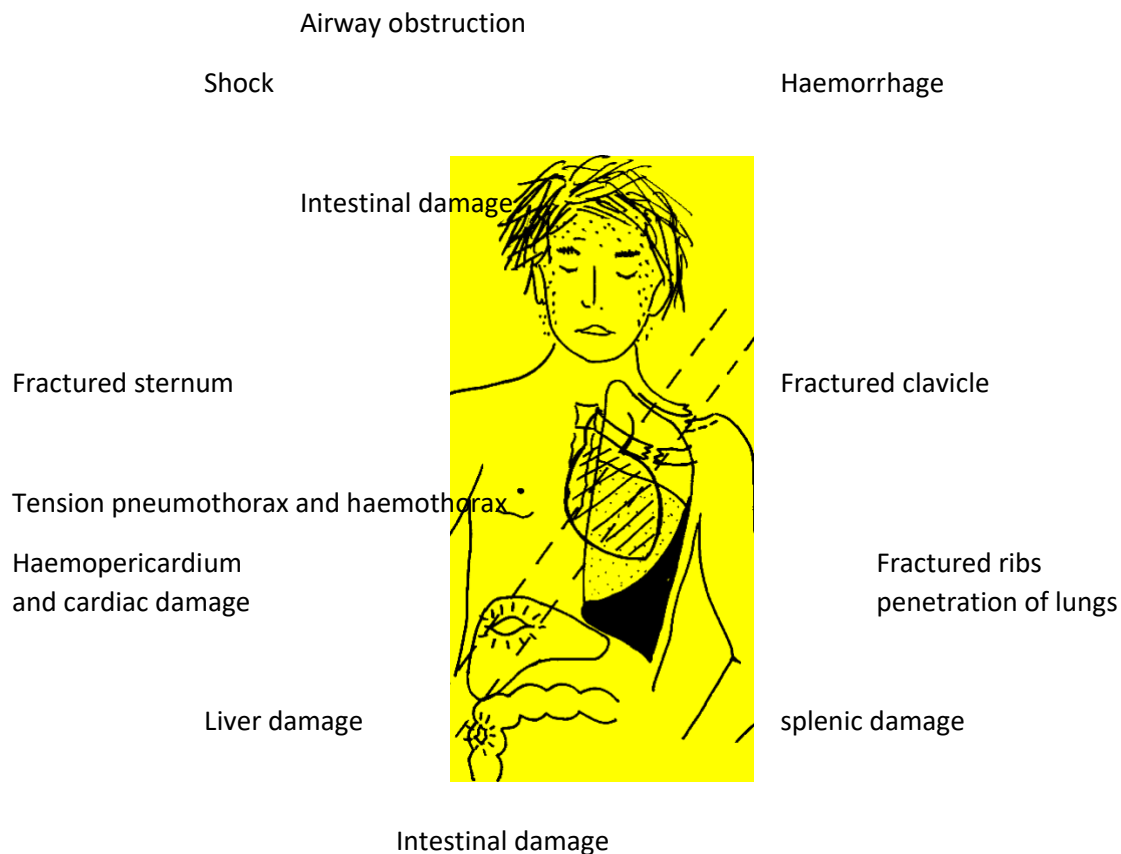 Airway obstruction
Shock
Haemorrhage
Intestinal damage
Fractured sternum
Fractured clavicle
Tension pneumothorax and haemothorax
Haemopericardium
and cardiac damage
Fractured ribs
penetration of lungs
Liver damage
splenic damage
Intestinal damage